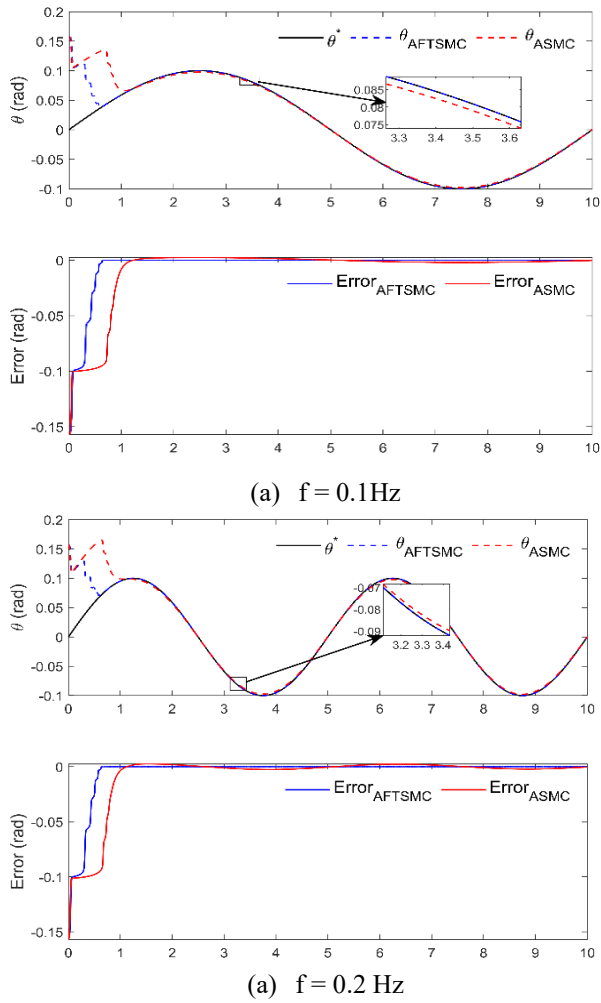 0.2
0.15
0.1
0.05
0
-0.05
-0.1
θ (rad)
θ* θAFTSMC θASMC
0.085
0.08
0.075
3.3 3.4 3.5 3.6
0 1 2 3 4 5 6 7 8 9 10
0
-0.05
-0.1
-0.15
Error (rad)
ErrorAFTSMC ErrorASMC
0 1 2 3 4 5 6 7 8 9 10
(a) f = 0.1Hz
0.2
0.15
0.1
0.05
0
-0.05
-0.1
θ (rad)
θ* θAFTSMC θASMC
-0.07
-0.08
-0.09
3.2 3.3 3.4
0 1 2 3 4 5 6 7 8 9 10
0
-0.05
-0.1
-0.15
Error (rad)
ErrorAFTSMC ErrorASMC
0 1 2 3 4 5 6 7 8 9 10
(a) f = 0.2 Hz